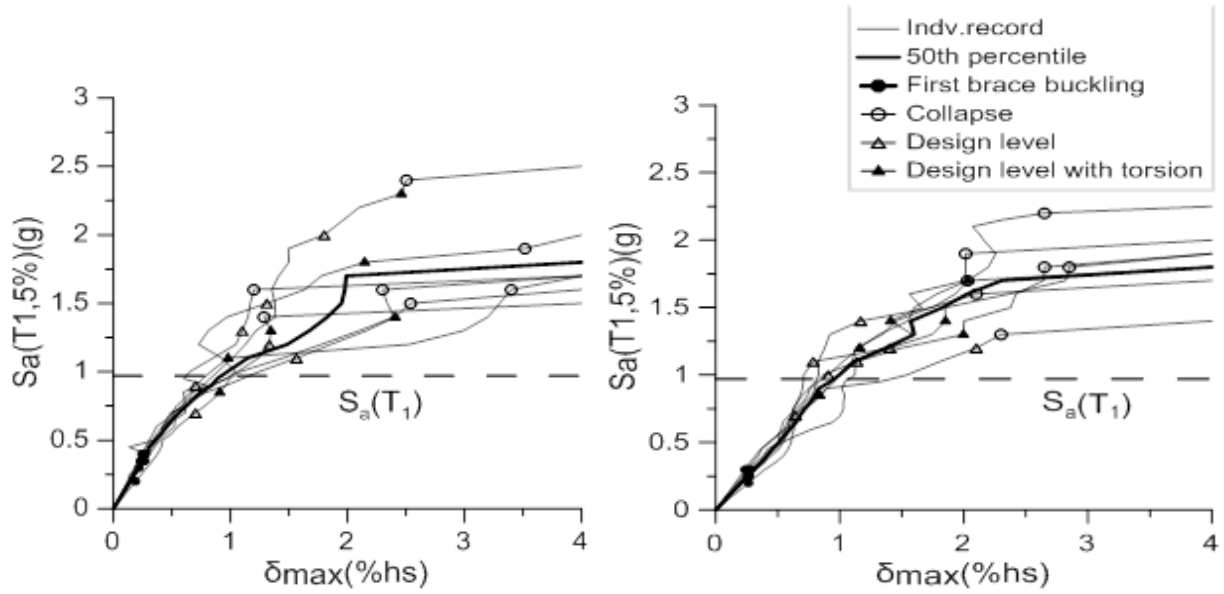 Indv.record
50th percentile
First brace buckling
Collapse
Design level
Design level with torsion
3
2.5
2
1.5
1
0.5
0
Sa(T1,5%)(g)
Sa(T1)
0 1 2 3 4
δmax(%hs)
3
2.5
2
1.5
1
0.5
0
Sa(T1,5%)(g)
Sa(T1)
0 1 2 3 4
δmax(%hs)